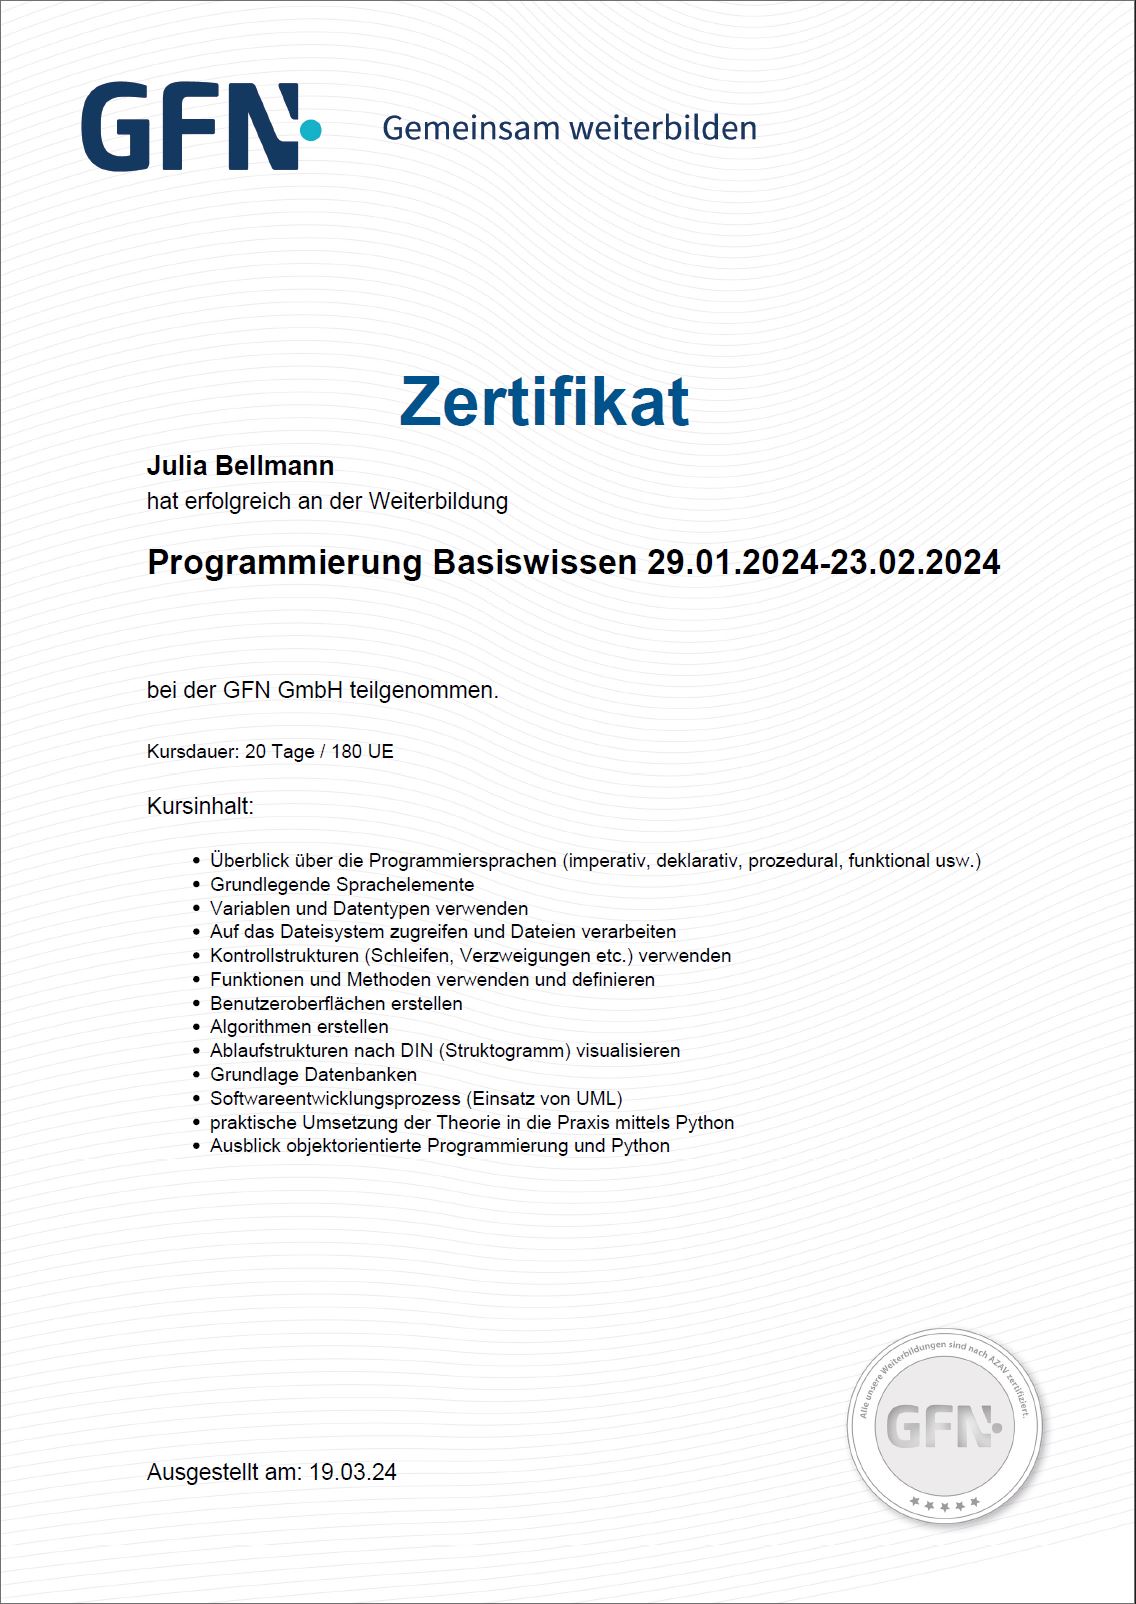 GFN
Gemeinsam weiterbilden
Zertifikat
Julia Bellmann
hat erfolgreich an der Weiterbildung
Programmierung Basiswissen 29.01.2024-23.02.2024
bei der GFN GmbH teilgenommen.
Kursdauer: 20 Tage / 180 UE
Kursinhalt:
• Überblick über die Programmiersprachen (imperativ, deklarativ, prozedural, funktional usw.)
• Grundlegende Sprachelemente
• Variablen und Datentypen verwenden
• Auf das Dateisystem zugreifen und Dateien verarbeiten
• Kontrollstrukturen (Schleifen, Verzweigungen etc.) verwenden
• Funktionen und Methoden verwenden und definieren
• Benutzeroberflächen erstellen
• Algorithmen erstellen
• Ablaufstrukturen nach DIN (Struktogramm) visualisieren
• Grundlage Datenbanken
• Softwareentwicklungsprozess (Einsatz von UML)
• praktische Umsetzung der Theorie in die Praxis mittels Python
• Ausblick objektorientierte Programmierung und Python
Alle unsere Weiterbildungen sind nach AZAV zertifiziert.
GFN
Ausgestellt am: 19.03.24